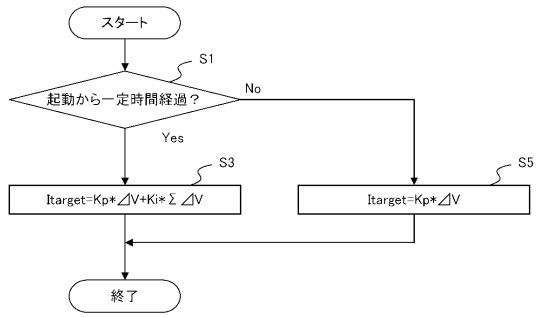 スタート
S1
起動から一定時間経過？
No
Yes
S3
Itarget=Kp*⊿V+Ki*Σ⊿V
S5
Itarget=Kp*⊿V
終了